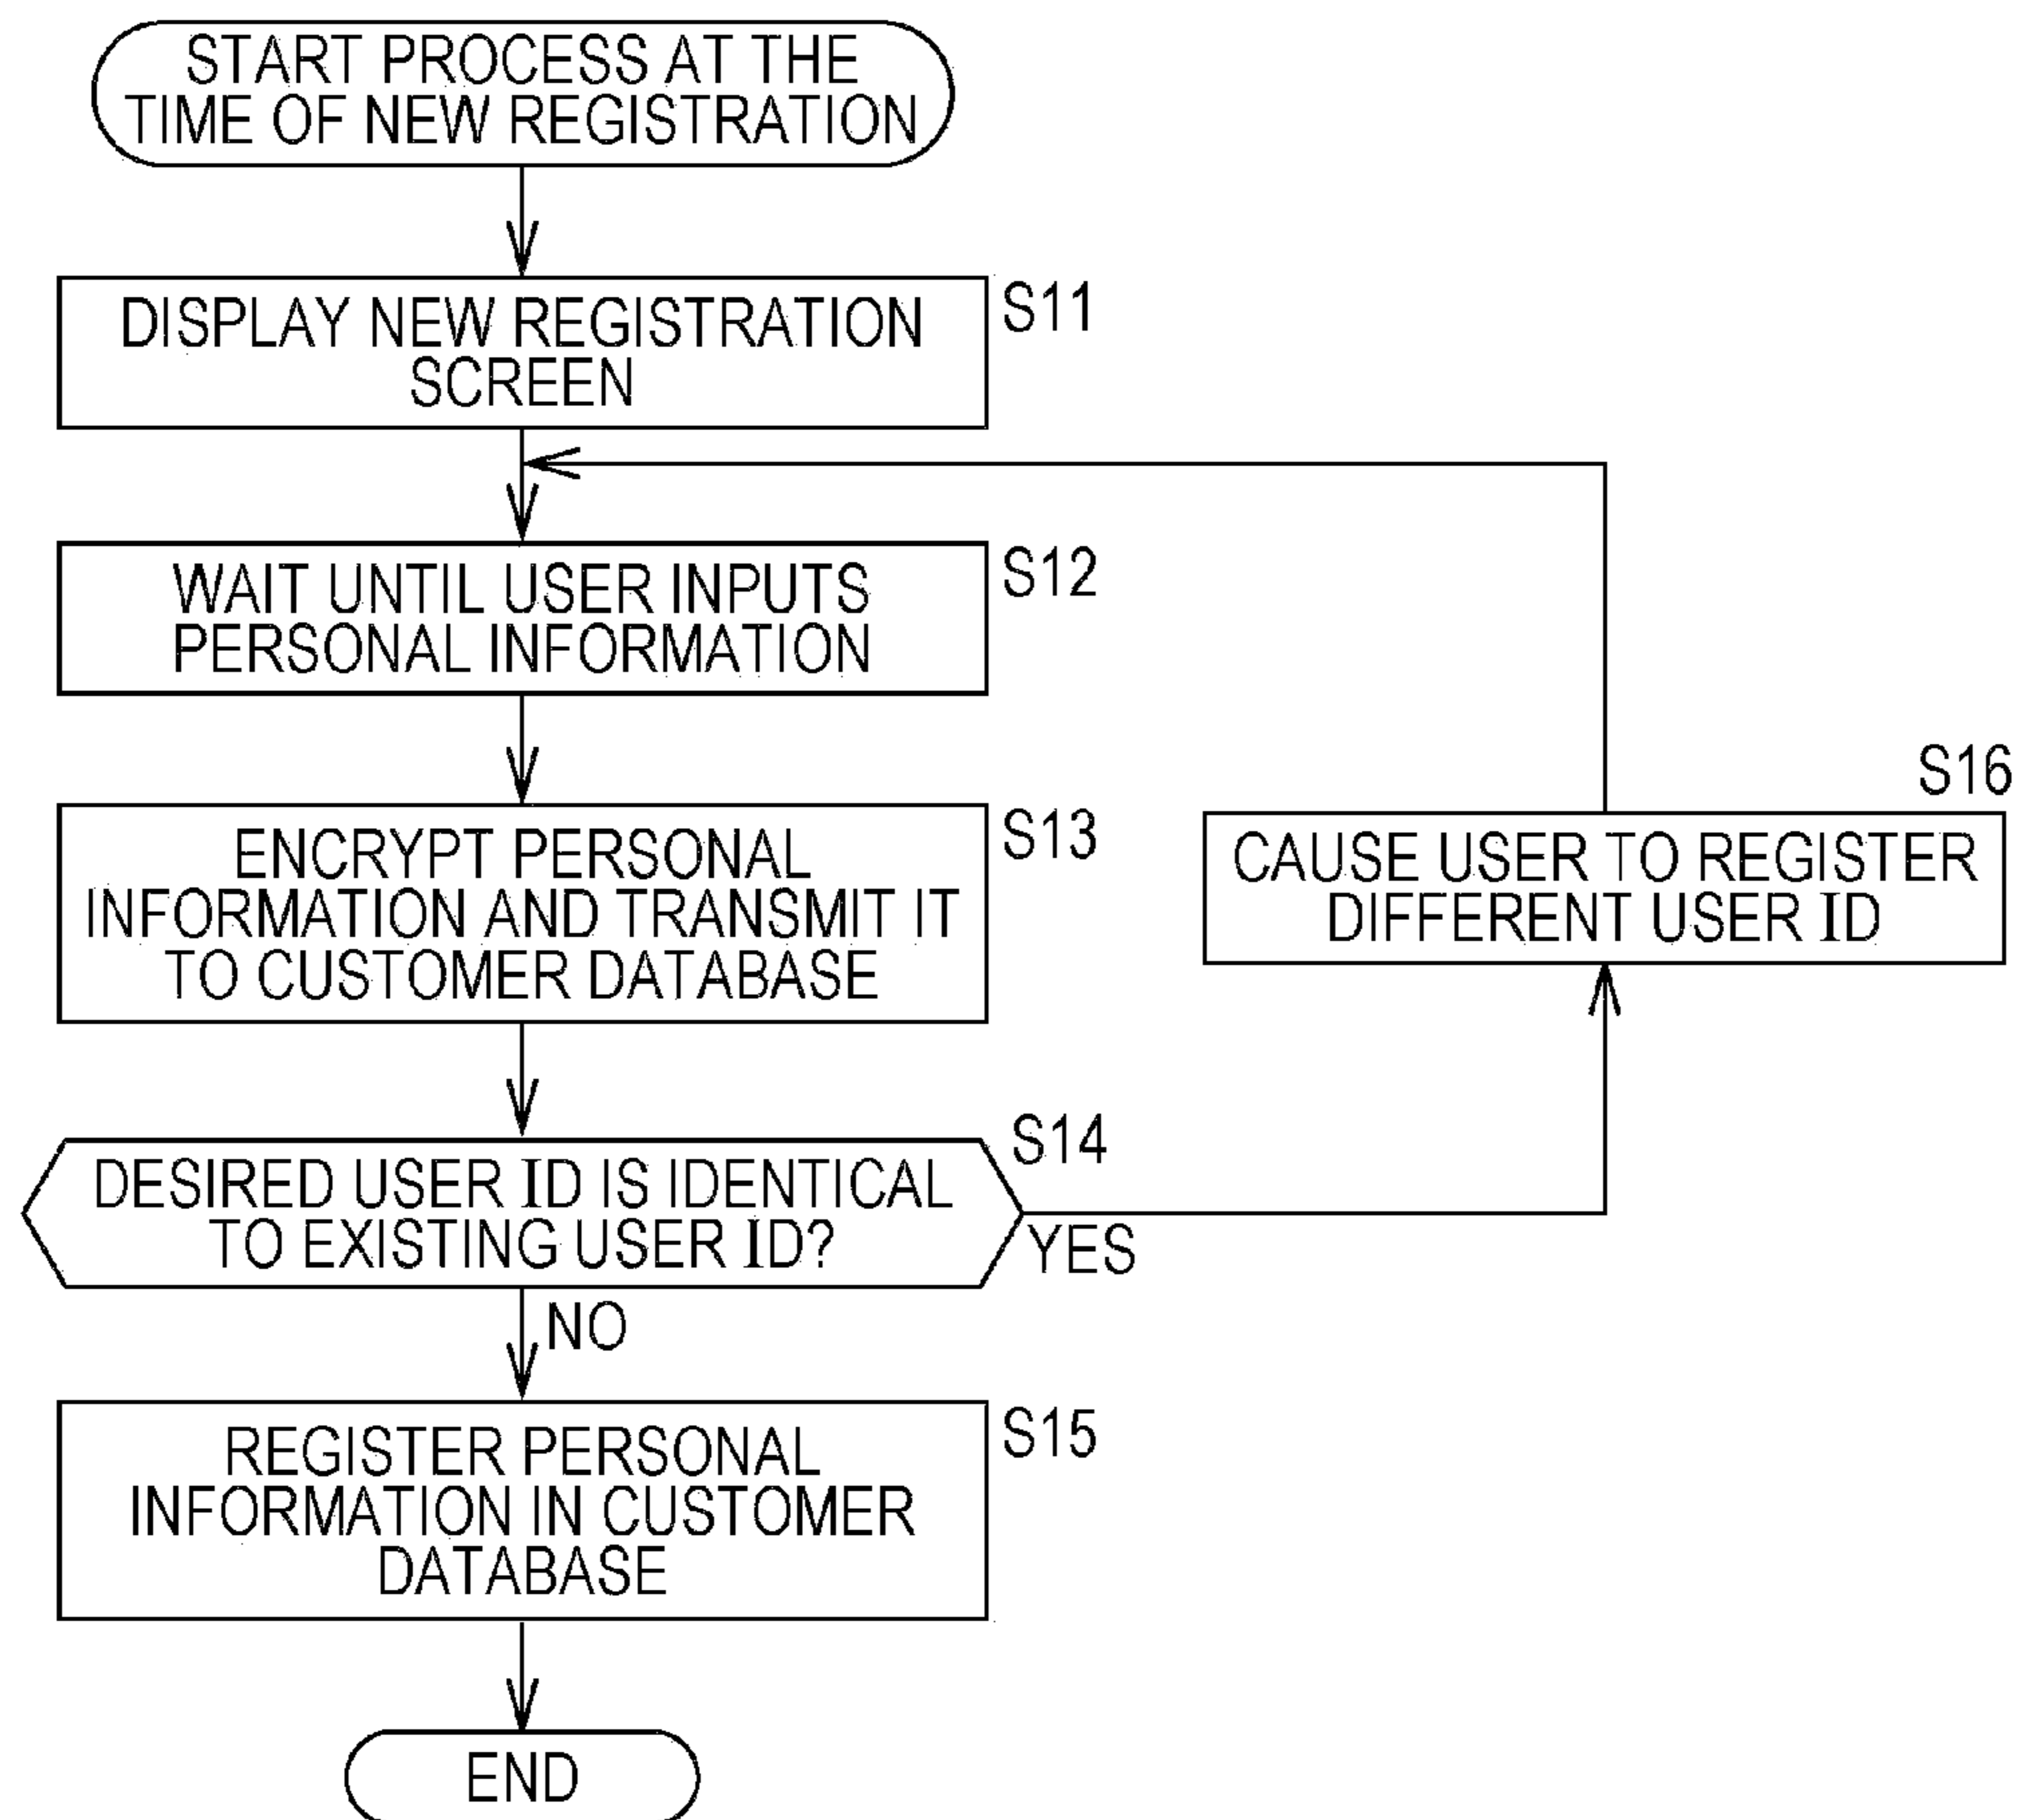 START PROCESS AT THE
TIME OF NEW REGISTRATION
S11
DISPLAY NEW REGISTRATION
SCREEN
S12
WAIT UNTIL USER INPUTS
PERSONAL INFORMATION
S13
ENCRYPT PERSONAL
INFORMATION AND TRANSMIT IT
TO CUSTOMER DATABASE
S16
CAUSE USER TO REGISTER
DIFFERENT USER ID
S14
DESIRED USER ID IS IDENTICAL
TO EXISTING USER ID?
YES
NO
S15
REGISTER PERSONAL
INFORMATION IN CUSTOMER
DATABASE
END